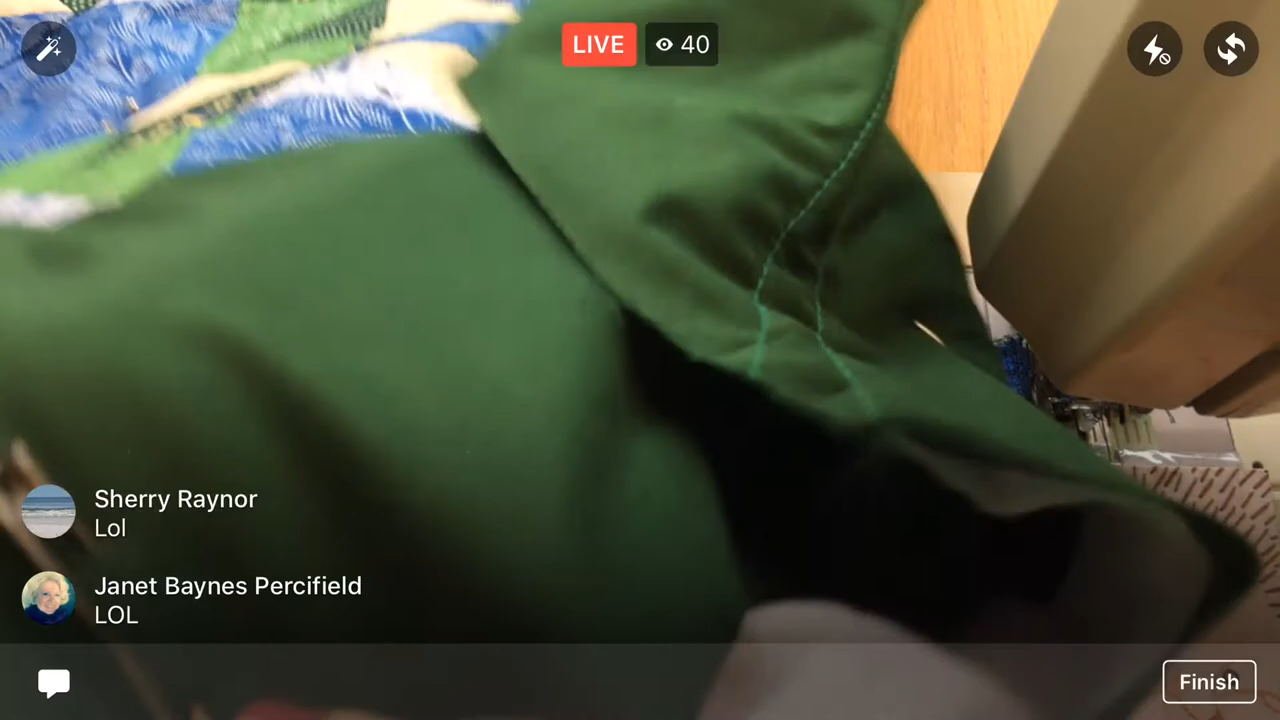 LIVE 40
Sherry Raynor
Lol
Janet Baynes Percifield
LOL
Finish